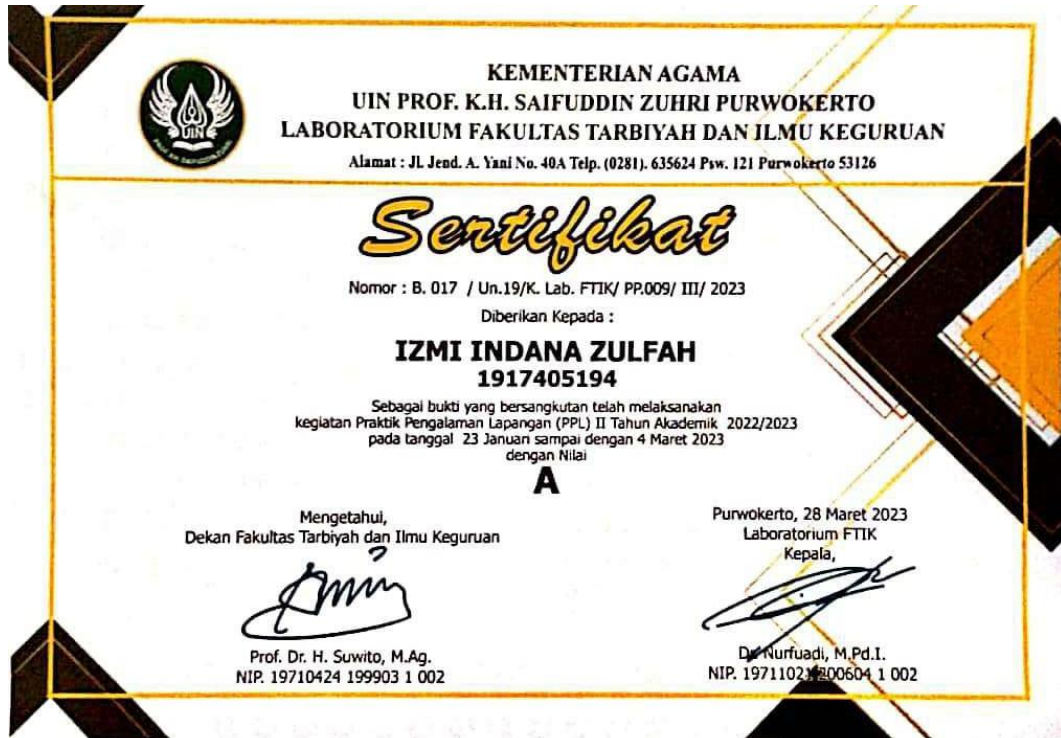 KEMENTERIAN AGAMA
UIN PROF. K.H. SAIFUDDIN ZUHRI PURWOKERTO
LABORATORIUM FAKULTAS TARBIYAH DAN ILMU KEGURUAN
Alamat : Jl. Jend. A. Yani No. 40A Telp. (0281). 635624 Psw. 121 Purwokerto 53126
UIN
Sertifikat
Nomor : B. 017 / Un.19/K. Lab. FTIK/ PP.009/ III/ 2023
Diberikan Kepada :
IZMI INDANA ZULFAH
1917405194
Sebagai bukti yang bersangkutan telah melaksanakan
kegiatan Praktik Pengalaman Lapangan (PPL) II Tahun Akademik 2022/2023
pada tanggal 23 Januari sampai dengan 4 Maret 2023
dengan Nilai
A
Mengetahui,
Dekan Fakultas Tarbiyah dan Ilmu Keguruan
Prof. Dr. H. Suwito, M.Ag.
NIP. 19710424 199903 1 002
Purwokerto, 28 Maret 2023
Laboratorium FTIK
Kepala,
Dr. Nurfuadi, M.Pd.I.
NIP. 19711021 200604 1 002